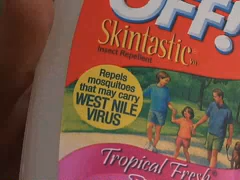 OFF!
Skintastic
Insect Repellent
Repels
mosquitoes
that may carry
WEST NILE
VIRUS
Tropical Fresh